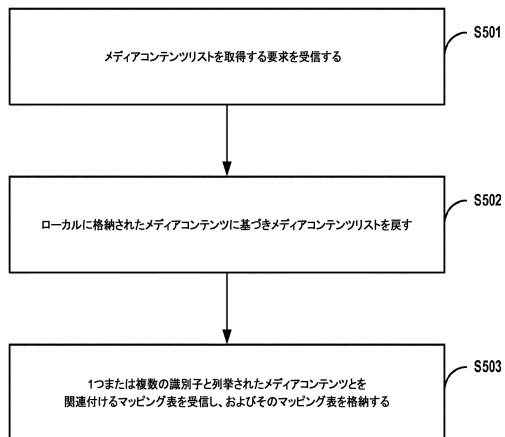 メディアコンテンツリストを取得する要求を受信する
S501
ローカルに格納されたメディアコンテンツに基づきメディアコンテンツリストを戻す
S502
1つまたは複数の識別子と列挙されたメディアコンテンツとを
関連付けるマッピング表を受信し、およびそのマッピング表を格納する
S503